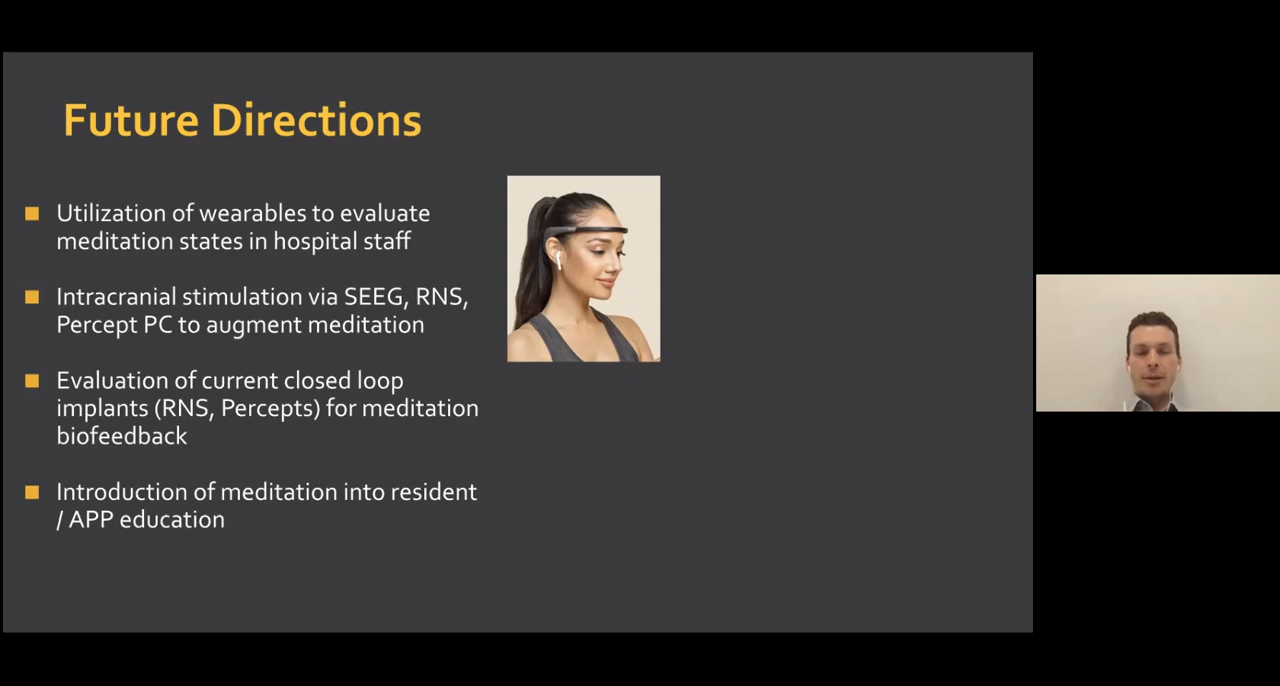 Future Directions
Utilization of wearables to evaluate
meditation states in hospital staff
Intracranial stimulation via SEEG, RNS,
Percept PC to augment meditation
Evaluation of current closed loop
implants (RNS, Percepts) for meditation
biofeedback
Introduction of meditation into resident
/ APP education